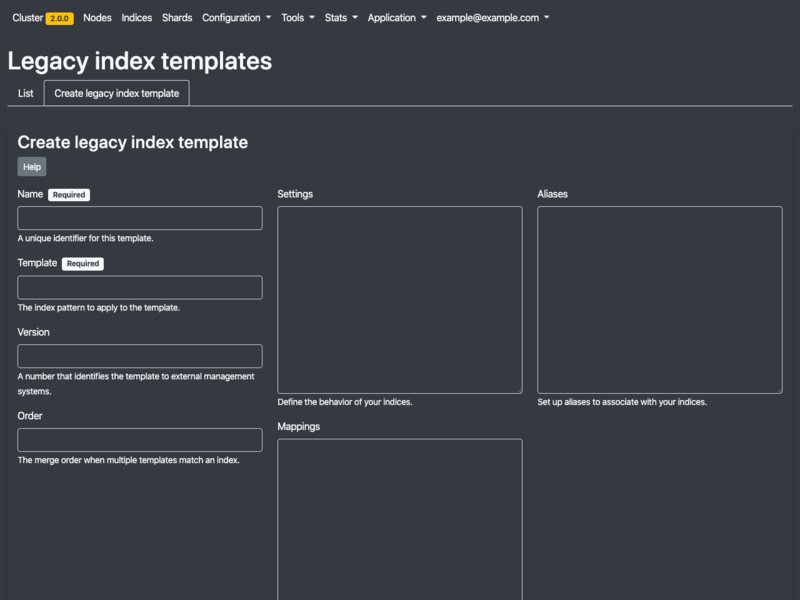 Cluster 2.0.0 Nodes Indices Shards Configuration Tools Stats Application example@example.com
Legacy index templates
List Create legacy index template
Create legacy index template
Help
Name Required
A unique identifier for this template.
Template Required
The index pattern to apply to the template.
Version
A number that identifies the template to external management
systems.
Order
The merge order when multiple templates match an index.
Settings
Define the behavior of your indices.
Mappings
Aliases
Set up aliases to associate with your indices.